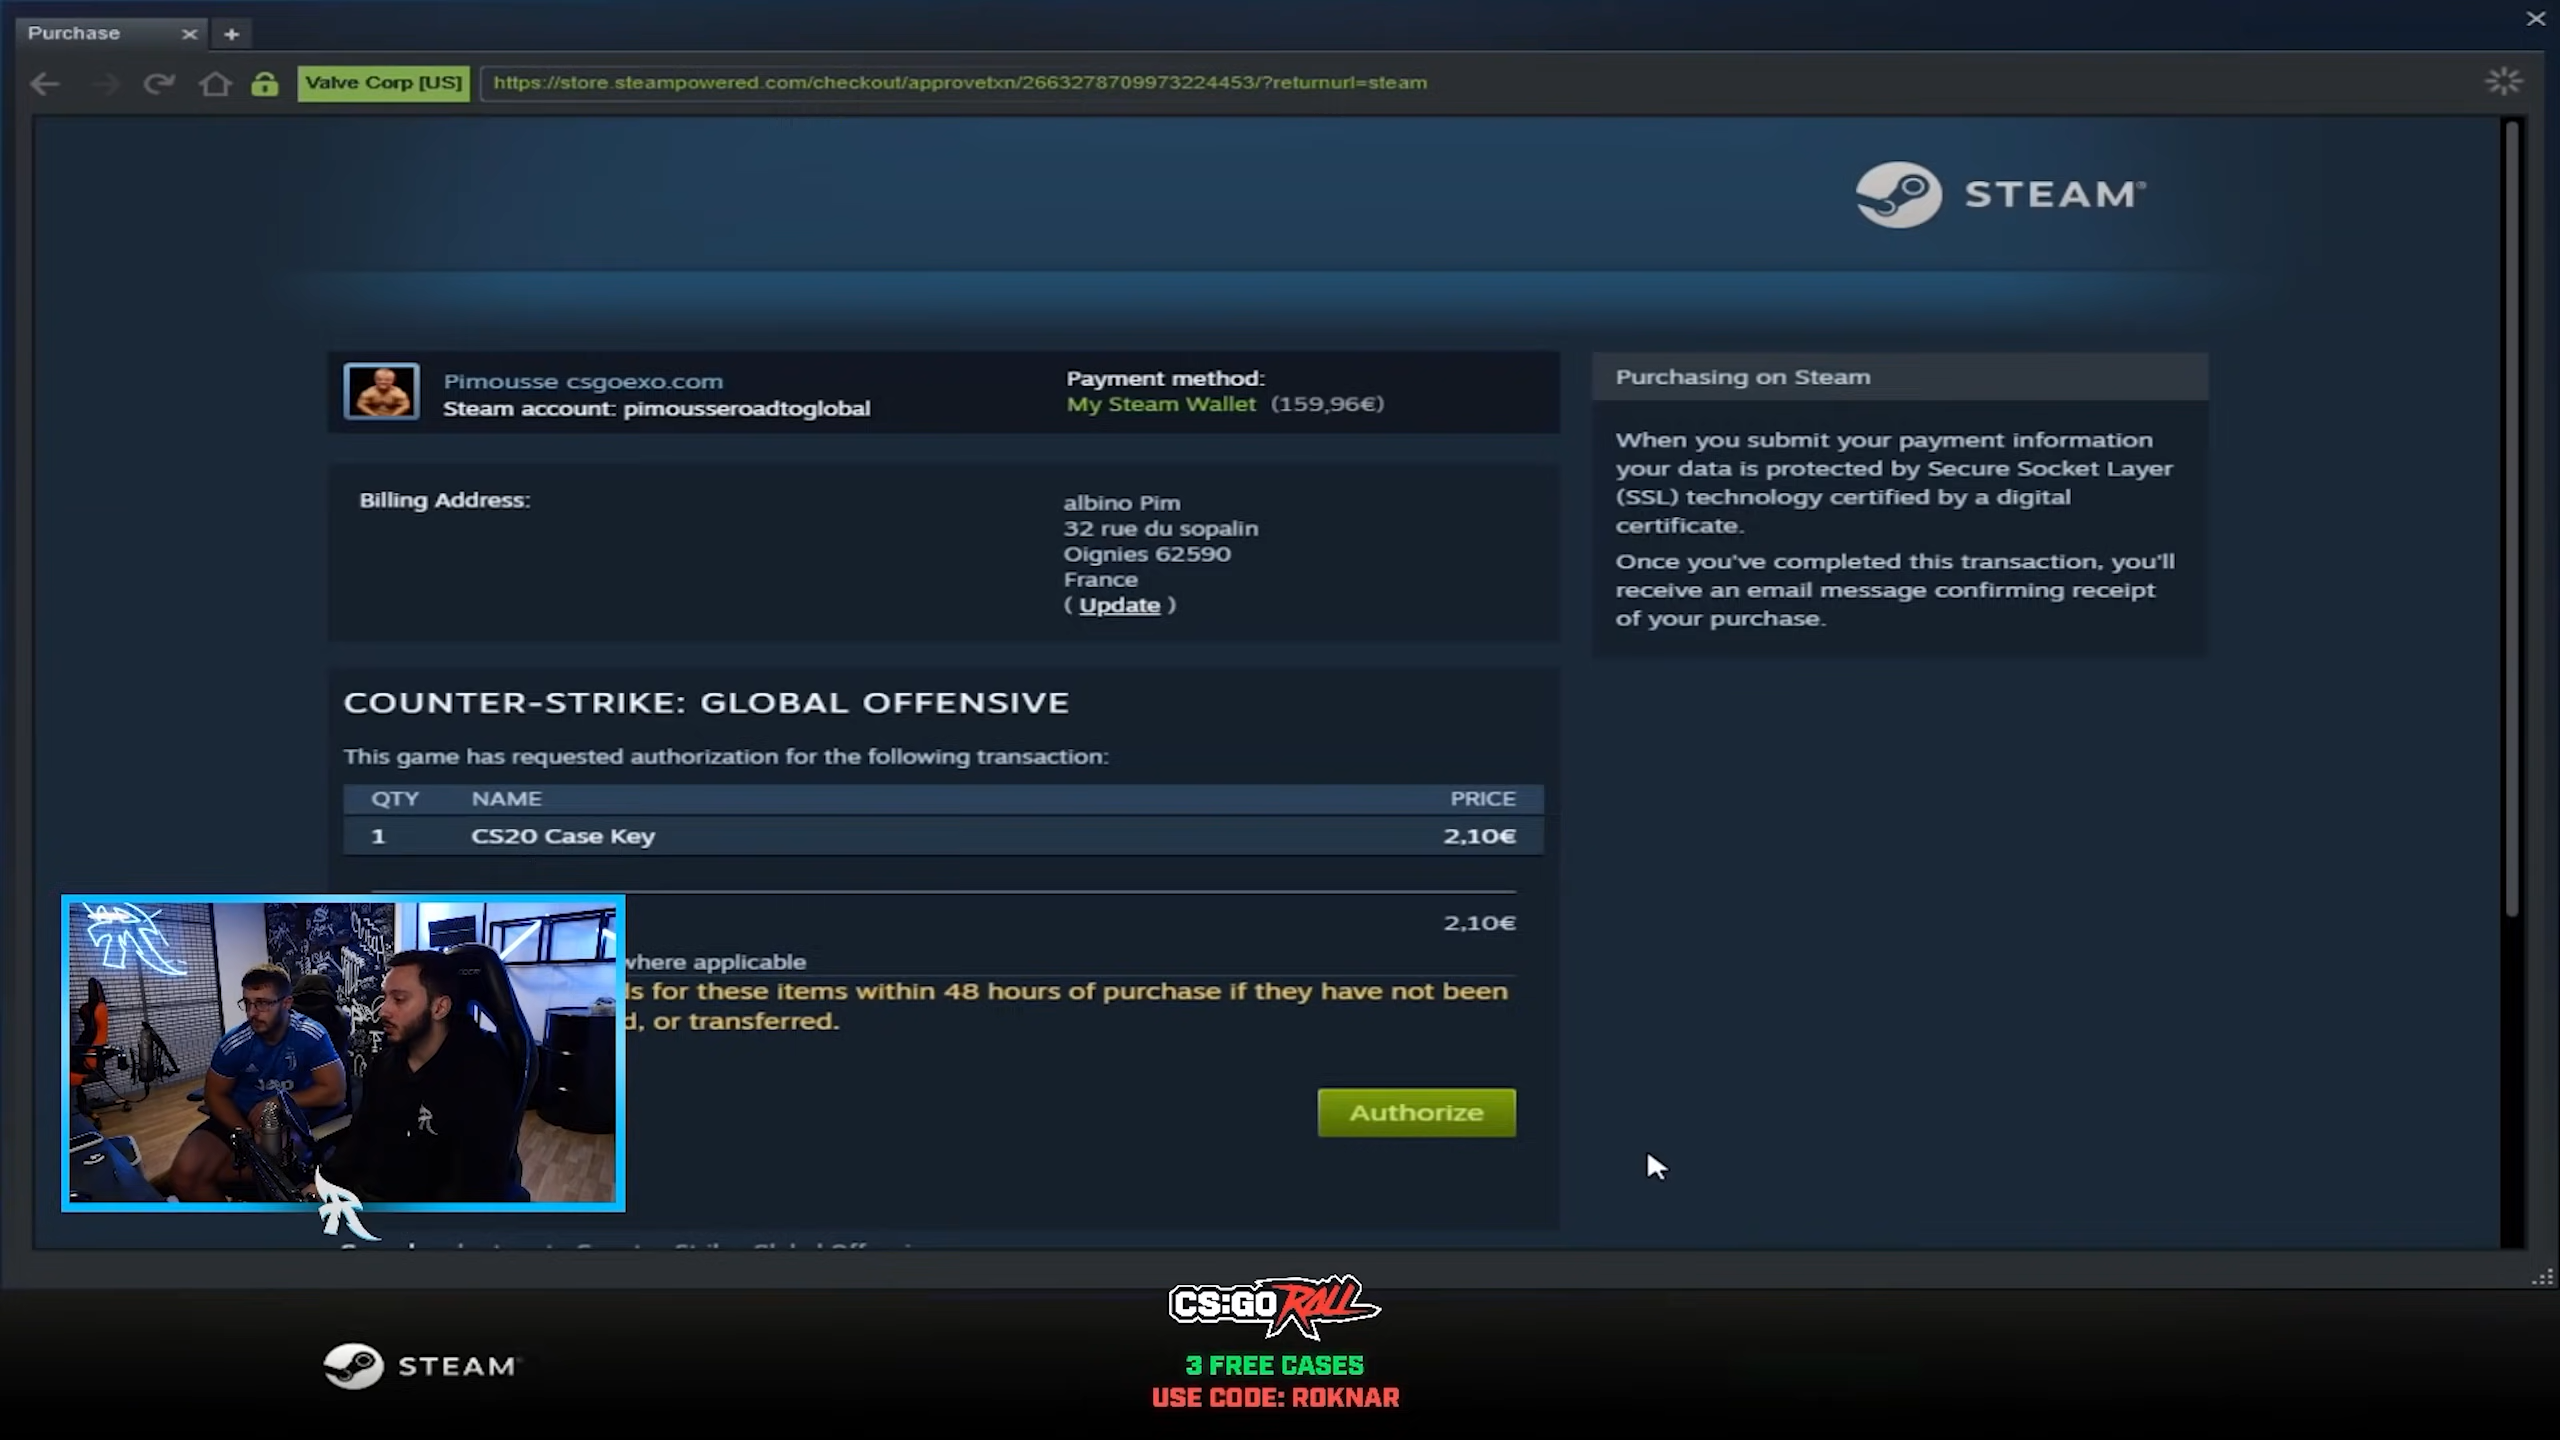 Purchase
Valve Corp [US]
https://store.steampowered.com/checkout/approvetxn/2663278709973224453/?returnurl=steam
STEAM®
Pimousse csgoexo.com
Steam account: pimousseroadtoglobal
Payment method:
My Steam Wallet (159,96€)
Purchasing on Steam
When you submit your payment information
your data is protected by Secure Socket Layer
(SSL) technology certified by a digital
certificate.
Once you've completed this transaction, you'll
receive an email message confirming receipt
of your purchase.
Billing Address:
albino Pim
32 rue du sopalin
Oignies 62590
France
( Update )
COUNTER-STRIKE: GLOBAL OFFENSIVE
This game has requested authorization for the following transaction:
QTY NAME PRICE
1 CS20 Case Key 2,10€
2,10€
where applicable
for these items within 48 hours of purchase if they have not been
or transferred.
Authorize
CS:GO ROLL
STEAM
3 FREE CASES
USE CODE: ROKNAR